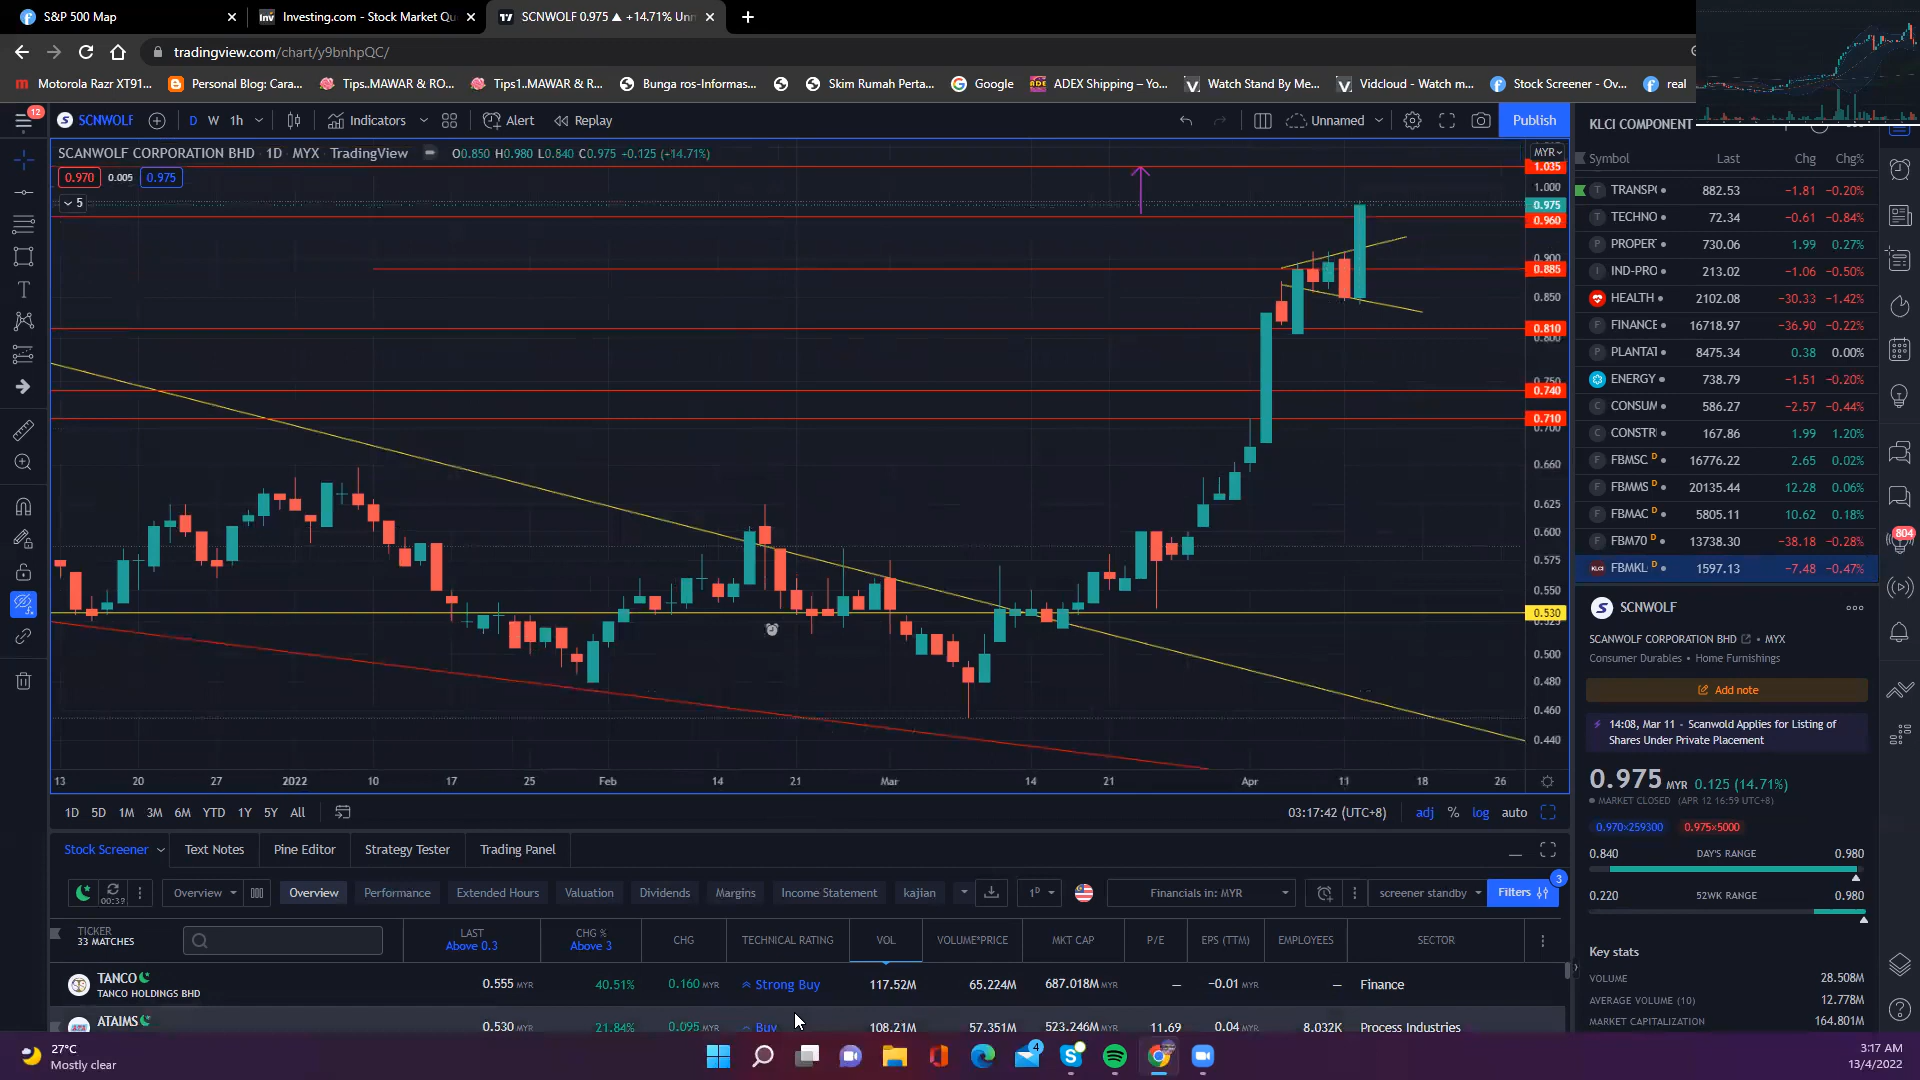 S&P 500 Map
Investing.com - Stock Market Qu
SCNWOLF 0.975 ▲ +14.71% Unn
tradingview.com/chart/y9bnhpQC/
Motorola Razr XT91...
Personal Blog: Cara...
Tips..MAWAR & RO...
Tips1..MAWAR & R...
Bunga ros-Informas...
Skim Rumah Perta...
Google
ADEX Shipping – Yo...
Watch Stand By Me...
Vidcloud - Watch m...
Stock Screener - Ov...
real
12
SCNWOLF
D W 1h
Indicators
Alert
Replay
Unnamed
Publish
SCANWOLF CORPORATION BHD · 1D · MYX · TradingView
O0.850 H0.980 L0.840 C0.975 +0.125 (+14.71%)
0.970 0.005 0.975
5
MYR
1.035
1.000
0.975
0.960
0.900
0.885
0.850
0.810
0.800
0.750
0.740
0.710
0.700
0.660
0.625
0.600
0.575
0.550
0.530
0.525
0.500
0.480
0.460
0.440
13 20 27 2022 10 17 25 Feb 14 21 Mar 14 21 Apr 11 18 26
1D 5D 1M 3M 6M YTD 1Y 5Y All
03:17:42 (UTC+8)
adj % log auto
Stock Screener
Text Notes
Pine Editor
Strategy Tester
Trading Panel
00:39
Overview
Overview
Performance
Extended Hours
Valuation
Dividends
Margins
Income Statement
kajian
1D
Financials in: MYR
screener standby
Filters
3
TICKER
33 MATCHES
LAST
Above 0.3
CHG %
Above 3
CHG
TECHNICAL RATING
VOL
VOLUME*PRICE
MKT CAP
P/E
EPS (TTM)
EMPLOYEES
SECTOR
TANCO
TANCO HOLDINGS BHD
0.555 MYR 40.51% 0.160 MYR Strong Buy 117.52M 65.224M 687.018M MYR — −0.01 MYR — Finance
ATAIMS
0.530 MYR 21.84% 0.095 MYR Buy 108.21M 57.351M 523.246M MYR 11.69 0.04 MYR 8.032K Process Industries
KLCI COMPONENT
Symbol Last Chg Chg%
TRANSP 882.53 −1.81 −0.20%
TECHNO 72.34 −0.61 −0.84%
PROPER 730.06 1.99 0.27%
IND-PRO 213.02 −1.06 −0.50%
HEALTH 2102.08 −30.33 −1.42%
FINANCE 16718.97 −36.90 −0.22%
PLANTAT 8475.34 0.38 0.00%
ENERGY 738.79 −1.51 −0.20%
CONSUM 586.27 −2.57 −0.44%
CONSTR 167.86 1.99 1.20%
FBMSC D 16776.22 2.65 0.02%
FBMMS D 20135.44 12.28 0.06%
FBMAC D 5805.11 10.62 0.18%
FBM70 D 13738.30 −38.18 −0.28%
FBMKL D 1597.13 −7.48 −0.47%
804
SCNWOLF
SCANWOLF CORPORATION BHD • MYX
Consumer Durables • Home Furnishings
Add note
14:08, Mar 11 - Scanwold Applies for Listing of
Shares Under Private Placement
0.975 MYR 0.125 (14.71%)
MARKET CLOSED (APR 12 16:59 UTC+8)
0.970×259300 0.975×5000
0.840 DAY'S RANGE 0.980
0.220 52WK RANGE 0.980
Key stats
VOLUME 28.508M
AVERAGE VOLUME (10) 12.778M
MARKET CAPITALIZATION 164.801M
27°C
Mostly clear
4
3:17 AM
13/4/2022